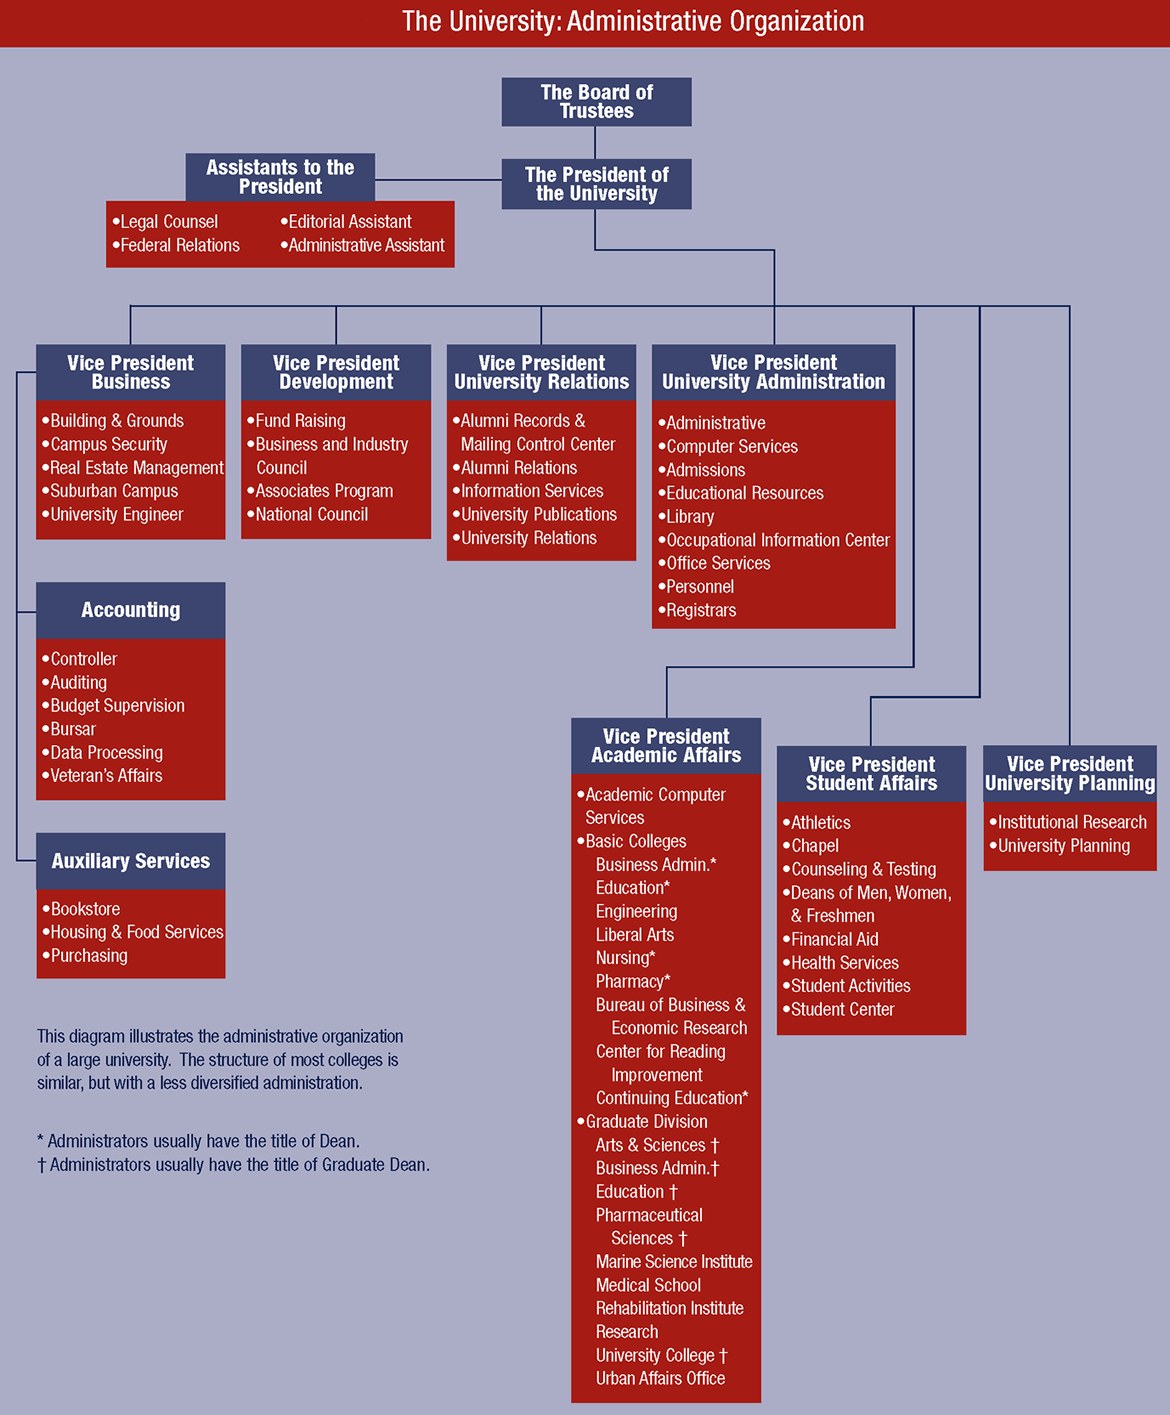 The University: Administrative Organization
The Board of
Trustees
Assistants to the
President
The President of
the University
•Legal Counsel
•Federal Relations
•Editorial Assistant
•Administrative Assistant
Vice President
Business
•Building & Grounds
•Campus Security
•Real Estate Management
•Suburban Campus
•University Engineer
Vice President
Development
•Fund Raising
•Business and Industry
Council
•Associates Program
•National Council
Vice President
University Relations
•Alumni Records &
Mailing Control Center
•Alumni Relations
•Information Services
•University Publications
•University Relations
Vice President
University Administration
•Administrative
•Computer Services
•Admissions
•Educational Resources
•Library
•Occupational Information Center
•Office Services
•Personnel
•Registrars
Accounting
•Controller
•Auditing
•Budget Supervision
•Bursar
•Data Processing
•Veteran's Affairs
Auxiliary Services
•Bookstore
•Housing & Food Services
•Purchasing
Vice President
Academic Affairs
•Academic Computer
Services
•Basic Colleges
Business Admin.*
Education*
Engineering
Liberal Arts
Nursing*
Pharmacy*
Bureau of Business &
Economic Research
Center for Reading
Improvement
Continuing Education*
•Graduate Division
Arts & Sciences †
Business Admin.†
Education †
Pharmaceutical
Sciences †
Marine Science Institute
Medical School
Rehabilitation Institute
Research
University College †
Urban Affairs Office
Vice President
Student Affairs
•Athletics
•Chapel
•Counseling & Testing
•Deans of Men, Women,
& Freshmen
•Financial Aid
•Health Services
•Student Activities
•Student Center
Vice President
University Planning
•Institutional Research
•University Planning
This diagram illustrates the administrative organization
of a large university. The structure of most colleges is
similar, but with a less diversified administration.
* Administrators usually have the title of Dean.
† Administrators usually have the title of Graduate Dean.